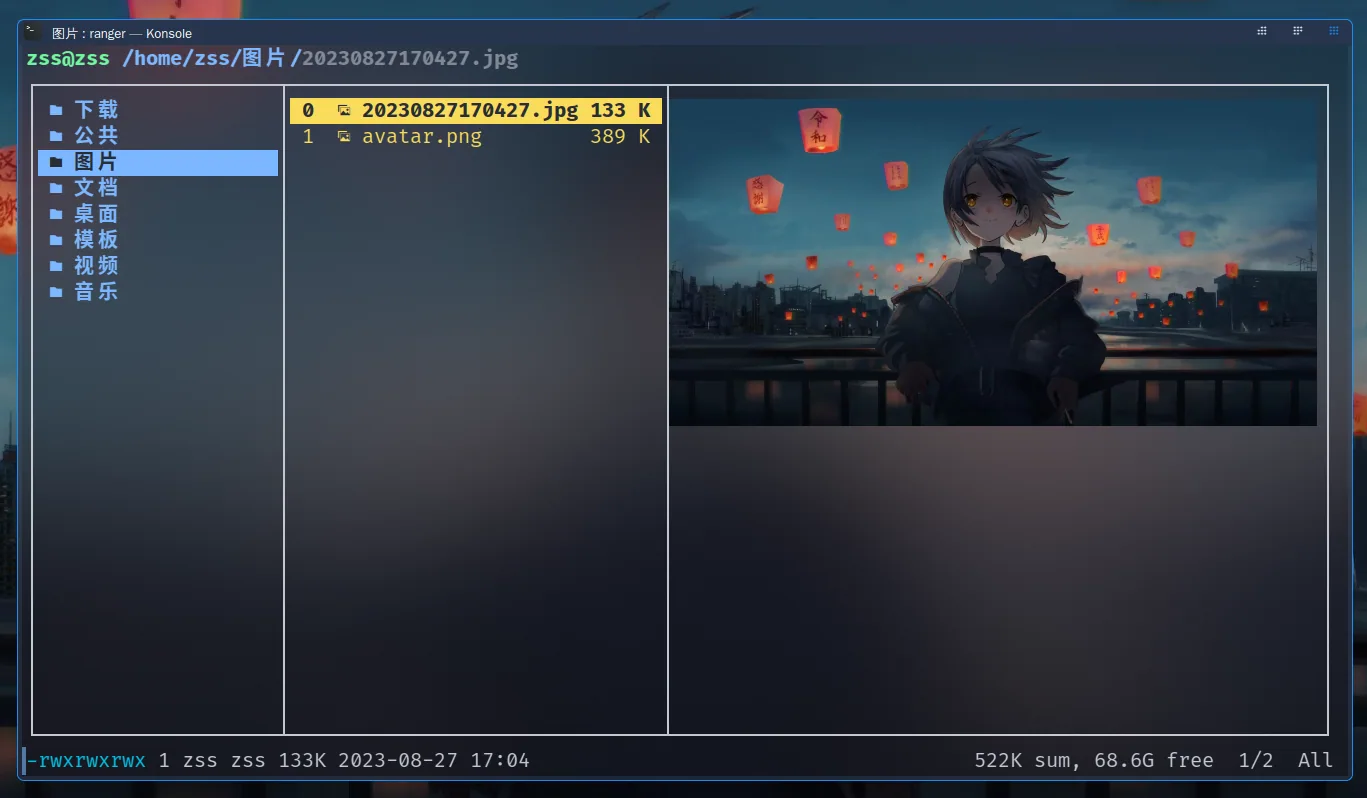 图片 : ranger — Konsole
zss@zss /home/zss/图片/20230827170427.jpg
下载
公共
图片
文档
桌面
模板
视频
音乐
0 20230827170427.jpg 133 K
1 avatar.png 389 K
令和
感謝
-rwxrwxrwx 1 zss zss 133K 2023-08-27 17:04
522K sum, 68.6G free 1/2 All